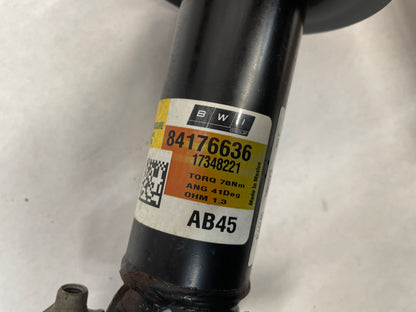 BWI
84176636
17348221
TORQ 78Nm
ANG 41Deg
OHM 1.3
AB45
Made in Mexico